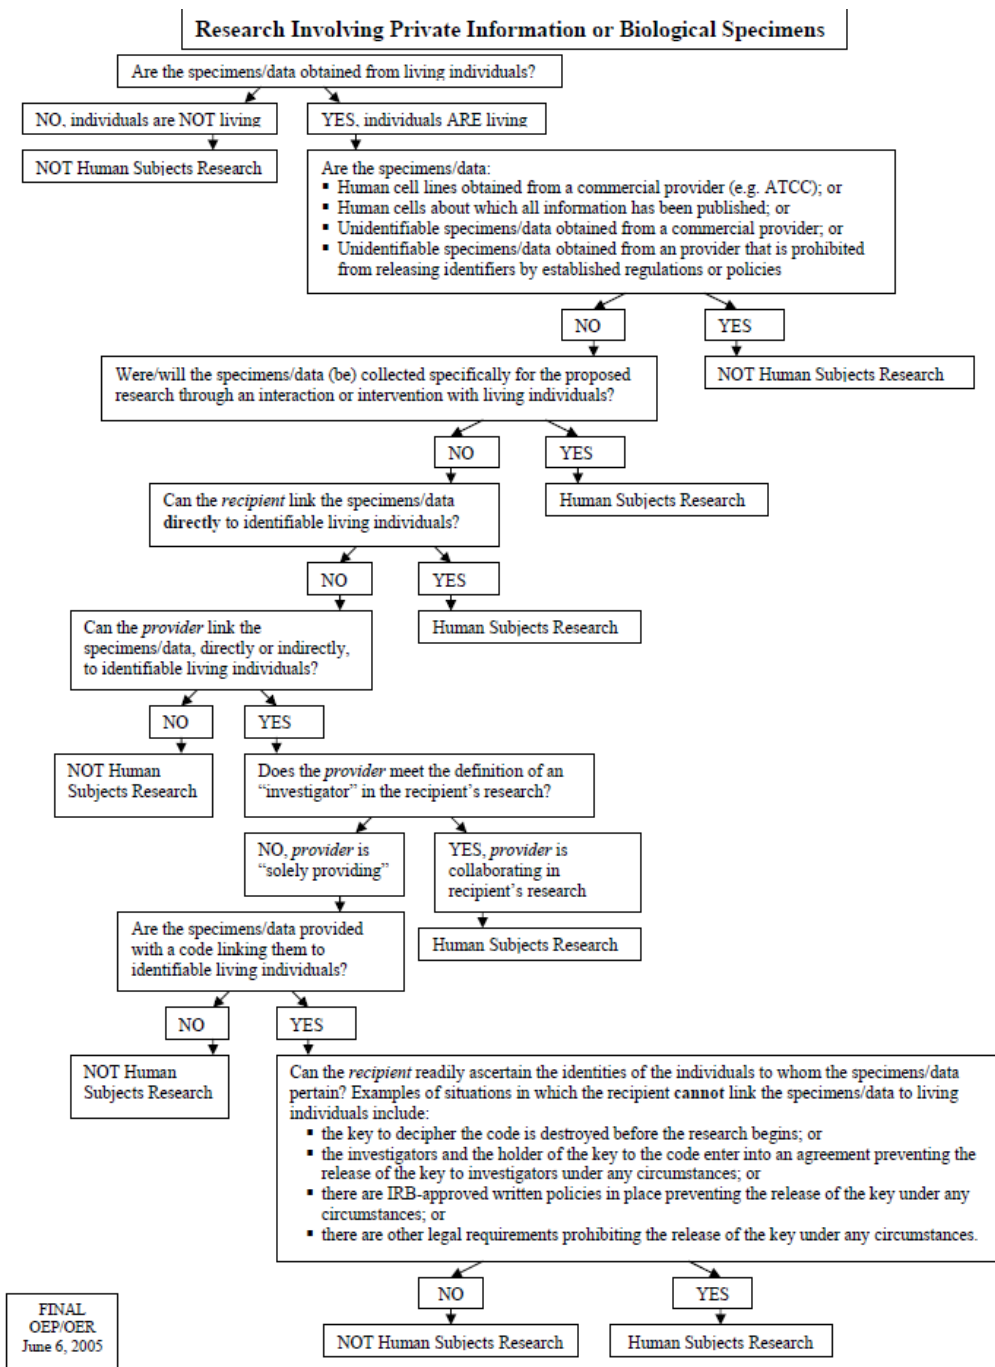 Research Involving Private Information or Biological Specimens
Are the specimens/data obtained from living individuals?
NO, individuals are NOT living
YES, individuals ARE living
NOT Human Subjects Research
Are the specimens/data:
▪ Human cell lines obtained from a commercial provider (e.g. ATCC); or
▪ Human cells about which all information has been published; or
▪ Unidentifiable specimens/data obtained from a commercial provider; or
▪ Unidentifiable specimens/data obtained from an provider that is prohibited
from releasing identifiers by established regulations or policies
NO
YES
NOT Human Subjects Research
Were/will the specimens/data (be) collected specifically for the proposed
research through an interaction or intervention with living individuals?
NO
YES
Human Subjects Research
Can the recipient link the specimens/data
directly to identifiable living individuals?
NO
YES
Human Subjects Research
Can the provider link the
specimens/data, directly or indirectly,
to identifiable living individuals?
NO
YES
NOT Human
Subjects Research
Does the provider meet the definition of an
“investigator” in the recipient’s research?
NO, provider is
“solely providing”
YES, provider is
collaborating in
recipient’s research
Human Subjects Research
Are the specimens/data provided
with a code linking them to
identifiable living individuals?
NO
YES
NOT Human
Subjects Research
Can the recipient readily ascertain the identities of the individuals to whom the specimens/data
pertain? Examples of situations in which the recipient cannot link the specimens/data to living
individuals include:
▪ the key to decipher the code is destroyed before the research begins; or
▪ the investigators and the holder of the key to the code enter into an agreement preventing the
release of the key to investigators under any circumstances; or
▪ there are IRB-approved written policies in place preventing the release of the key under any
circumstances; or
▪ there are other legal requirements prohibiting the release of the key under any circumstances.
NO
YES
NOT Human Subjects Research
Human Subjects Research
FINAL
OEP/OER
June 6, 2005